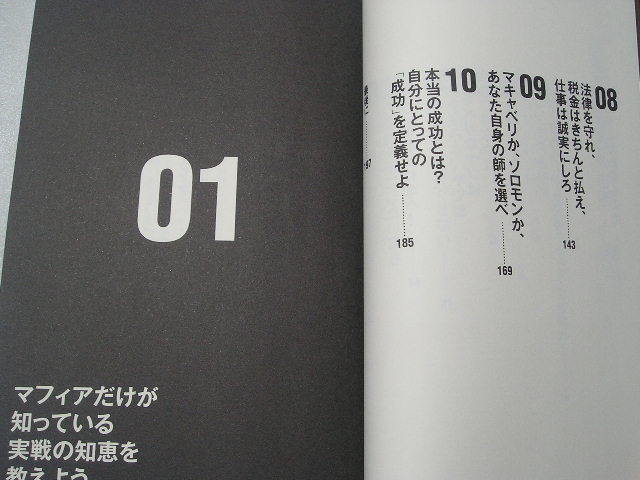 08
法律を守れ、
税金はきちんと払え、
仕事は誠実にしろ
143
09
マキャベリか、ソロモンか、
あなた自身の師を選べ
169
10
本当の成功とは?
自分にとっての
「成功」を定義せよ
185
197
01
マフィアだけが
知っている
実戦の知恵を
教えよう